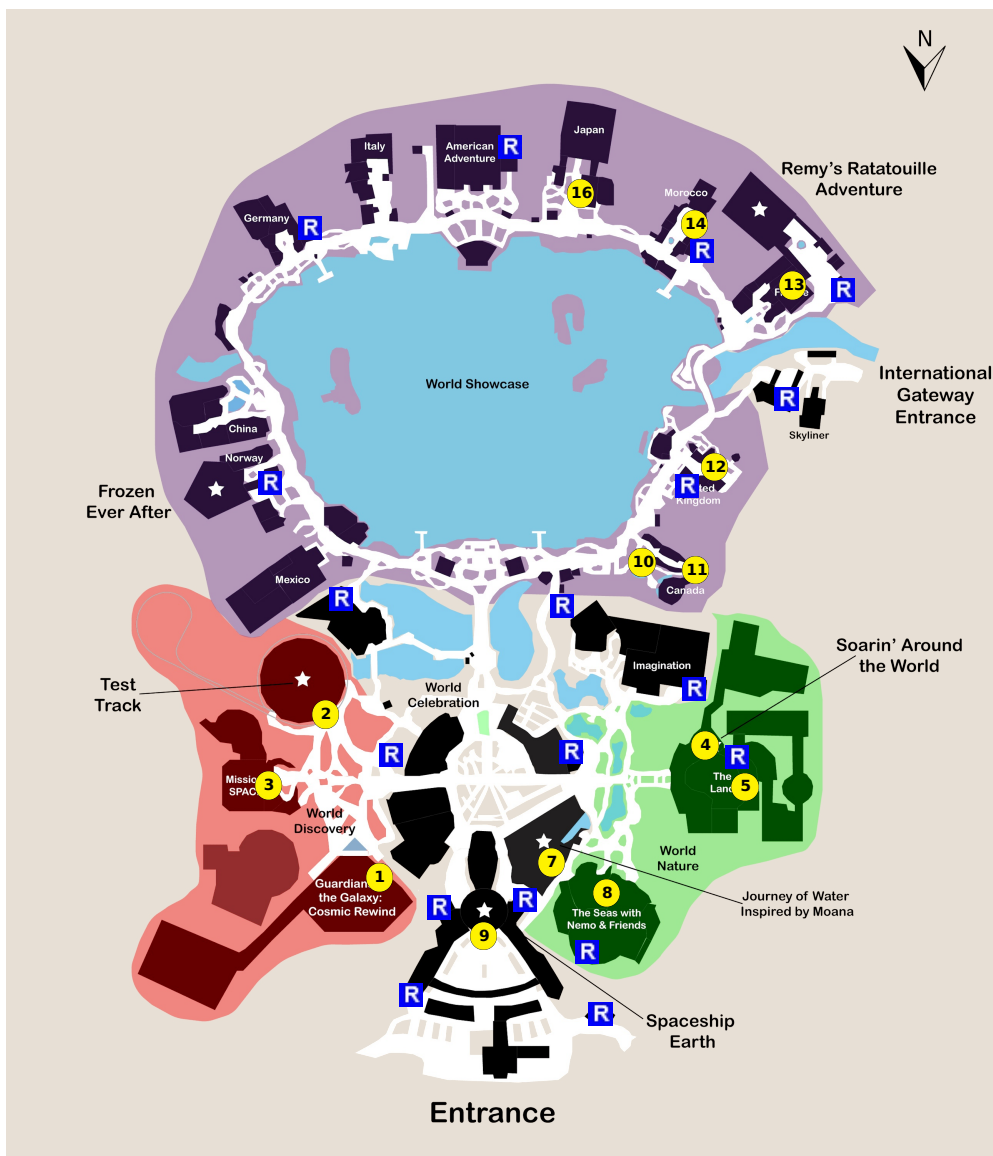 N
Japan
Italy
American
Adventure
R
Remy's Ratatouille
Adventure
16
Morocco
Germany
R
14
R
13
R
World Showcase
International
Gateway
Entrance
R
Skyliner
China
Norway
R
12
R
Kingdom
Frozen
Ever After
10
11
Canada
Mexico
R
R
Imagination
R
Soarin' Around
the World
Test
Track
2
World
Celebration
4
R
R
R
The
5
3
World
Discovery
World
Nature
7
1
the Galaxy:
Cosmic Rewind
8
The Seas with
Nemo & Friends
R
Journey of Water
Inspired by Moana
R
R
9
R
R
Spaceship
Earth
Entrance